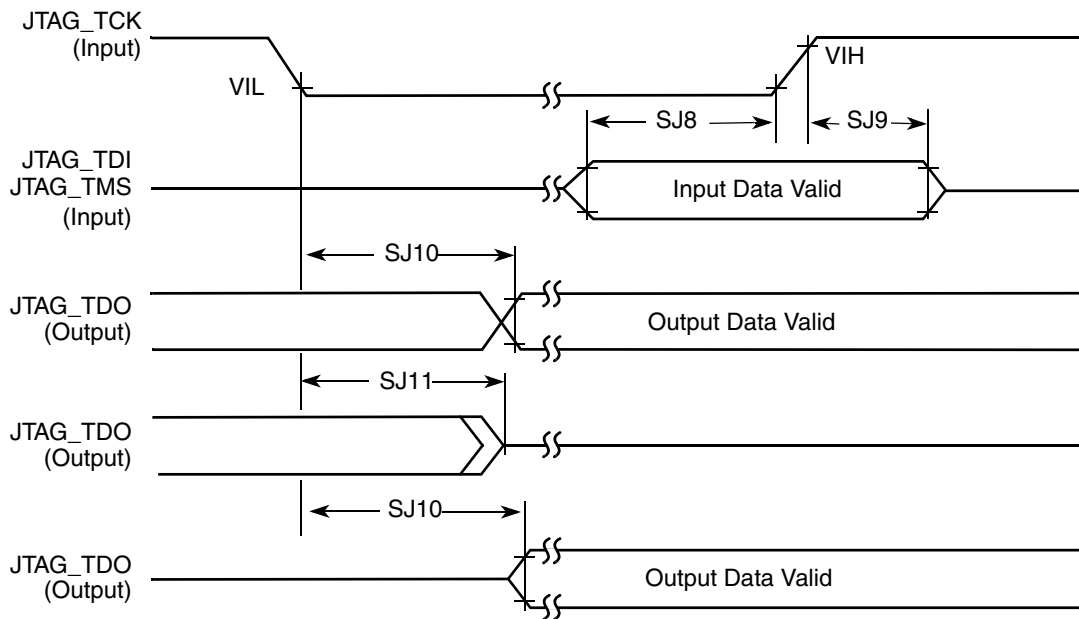 JTAG_TCK
(Input)
VIL
VIH
SJ8
SJ9
JTAG_TDI
JTAG_TMS
(Input)
Input Data Valid
SJ10
JTAG_TDO
(Output)
Output Data Valid
SJ11
JTAG_TDO
(Output)
SJ10
JTAG_TDO
(Output)
Output Data Valid